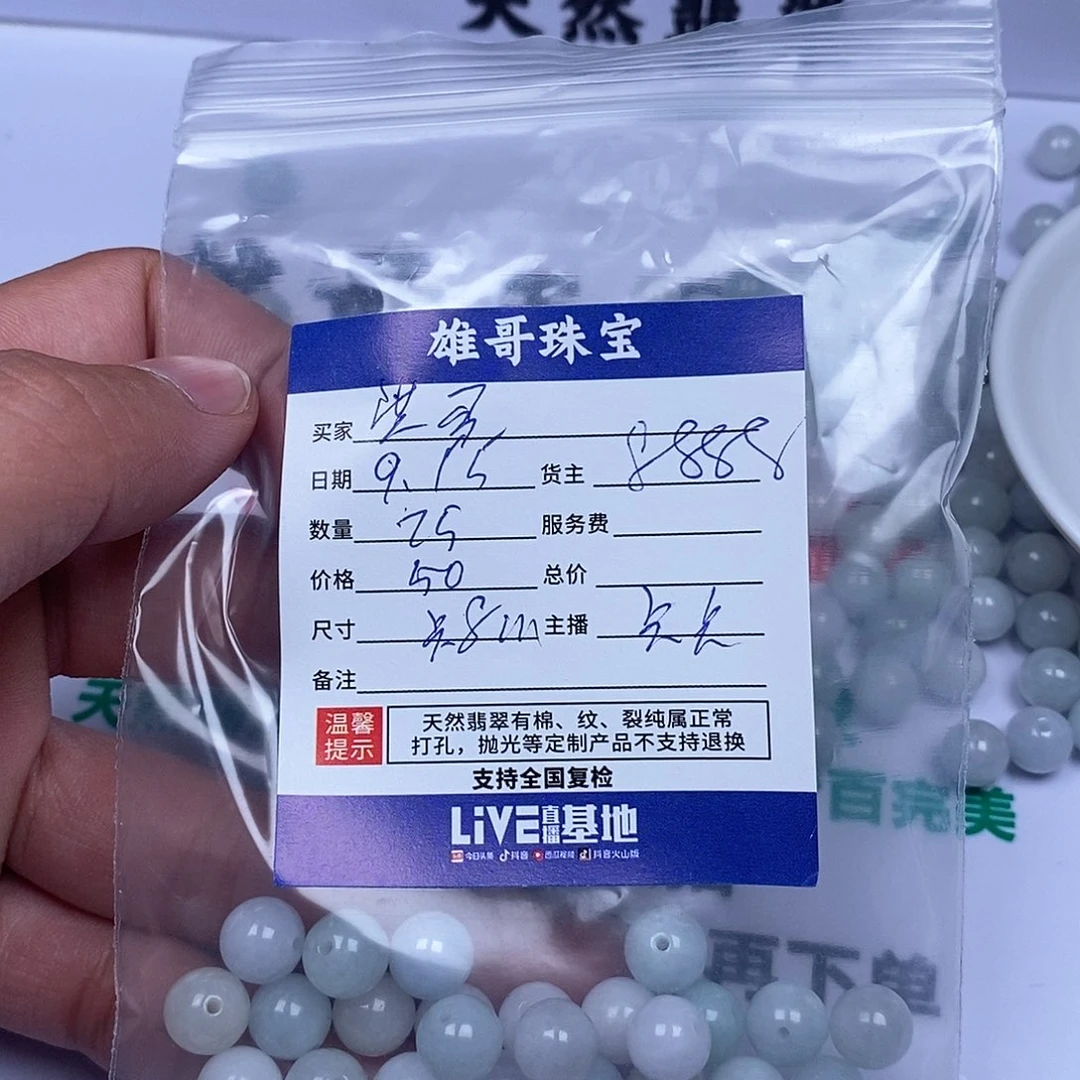 天然翡翠
雄哥珠宝
买家 洪哥
日期 9.15 货主 8888
数量 25 服务费
价格 50 总价
尺寸 8m 主播
备注
温馨提示
天然翡翠有棉、纹、裂纯属正常
打孔，抛光等定制产品不支持退换
支持全国复检
LiVE直播基地
今日头条 抖音 西瓜视频 抖音火山版
天
百完美
再下单